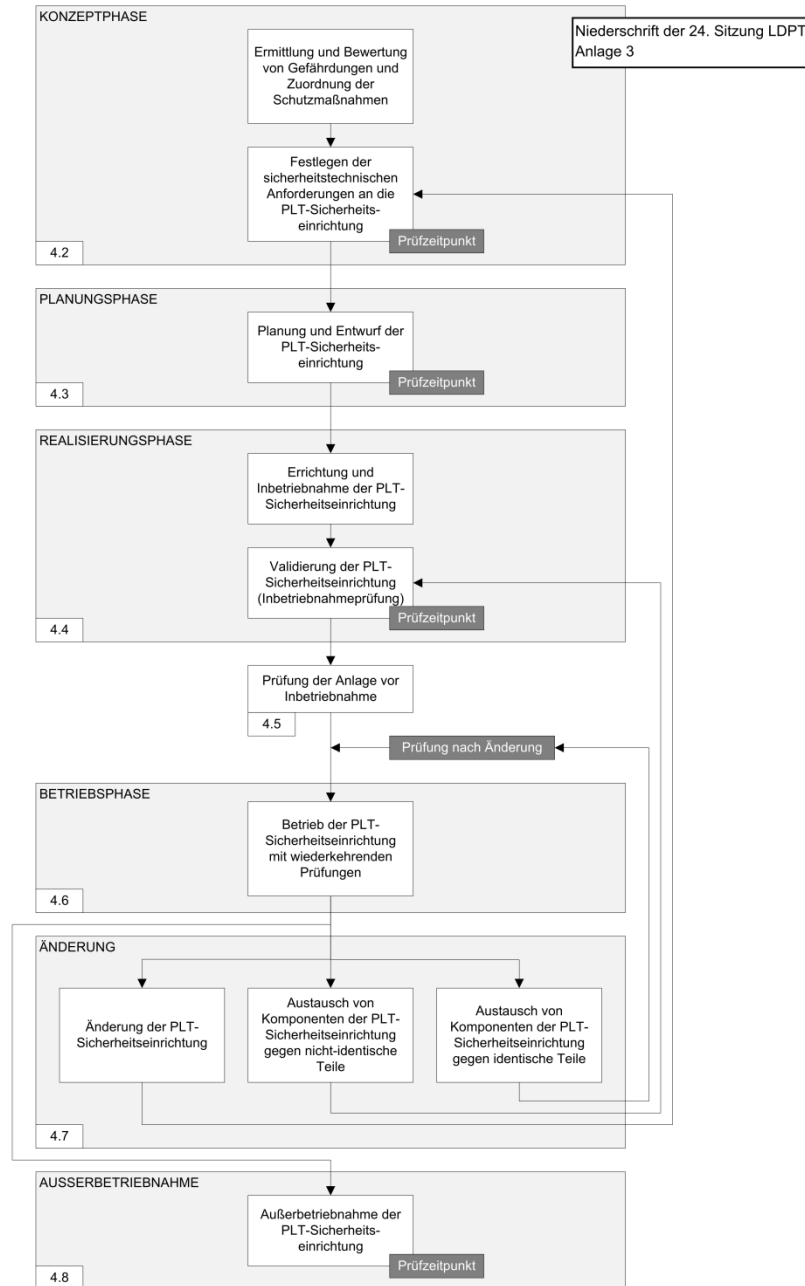 KONZEPTPHASE
Niederschrift der 24. Sitzung LDPT
Anlage 3
Ermittlung und Bewertung
von Gefährdungen und
Zuordnung der
Schutzmaßnahmen
Festlegen der
sicherheitstechnischen
Anforderungen an die
PLT-Sicherheits-
einrichtung
Prüfzeitpunkt
4.2
PLANUNGSPHASE
Planung und Entwurf der
PLT-Sicherheits-
einrichtung
Prüfzeitpunkt
4.3
REALISIERUNGSPHASE
Errichtung und
Inbetriebnahme der PLT-
Sicherheitseinrichtung
Validierung der PLT-
Sicherheitseinrichtung
(Inbetriebnahmeprüfung)
Prüfzeitpunkt
4.4
Prüfung der Anlage vor
Inbetriebnahme
4.5
Prüfung nach Änderung
BETRIEBSPHASE
Betrieb der PLT-
Sicherheitseinrichtung
mit wiederkehrenden
Prüfungen
4.6
ÄNDERUNG
Änderung der PLT-
Sicherheitseinrichtung
Austausch von
Komponenten der PLT-
Sicherheitseinrichtung
gegen nicht-identische
Teile
Austausch von
Komponenten der PLT-
Sicherheitseinrichtung
gegen identische Teile
4.7
AUSSERBETRIEBNAHME
Außerbetriebnahme der
PLT-Sicherheits-
einrichtung
Prüfzeitpunkt
4.8